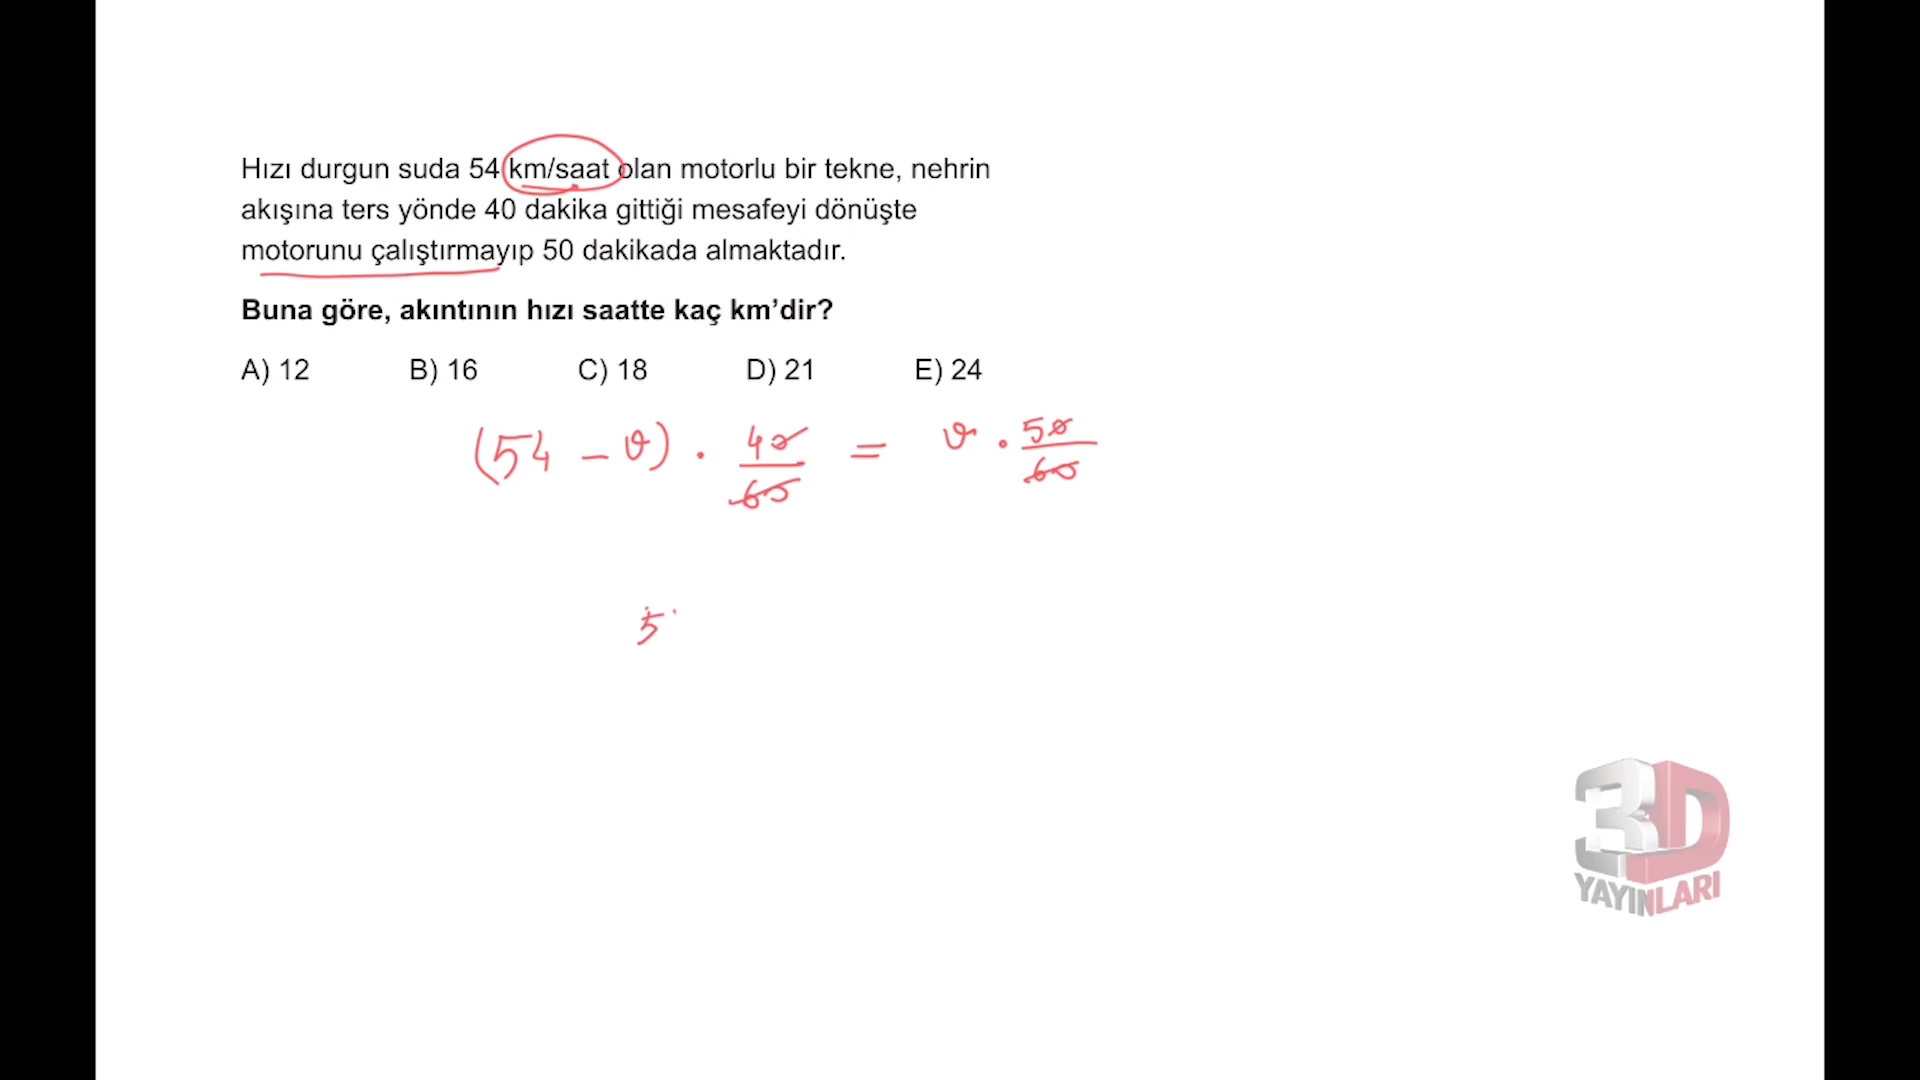 Hızı durgun suda 54 km/saat olan motorlu bir tekne, nehrin
akışına ters yönde 40 dakika gittiği mesafeyi dönüşte
motorunu çalıştırmayıp 50 dakikada almaktadır.
Buna göre, akıntının hızı saatte kaç km’dir?
A) 12 B) 16 C) 18 D) 21 E) 24
(54 - v) . 40/60 = v . 50/60
5
3D
YAYINLARI